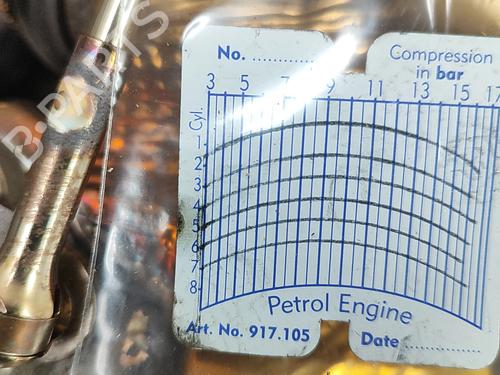 No. ............
Compression
in bar
3 5 7 9 11 13 15 17
Cyl.
1
2
3
4
5
6
7
8
Petrol Engine
Art. No. 917.105
Date ..............
B-PARTS